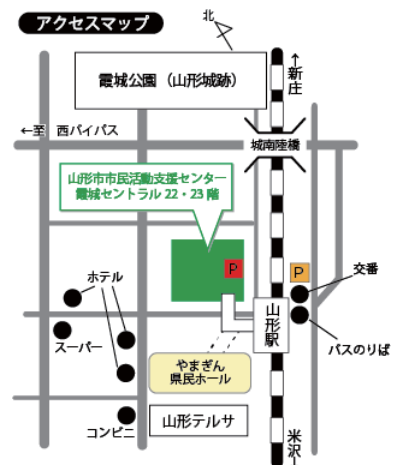 アクセスマップ
北
霞城公園（山形城跡）
↑新庄
←至　西バイパス
城南陸橋
山形市市民活動支援センター
霞城セントラル 22・23 階
P
P
交番
ホテル
山形駅
スーパー
バスのりば
やまぎん
県民ホール
山形テルサ
コンビニ
米沢↓